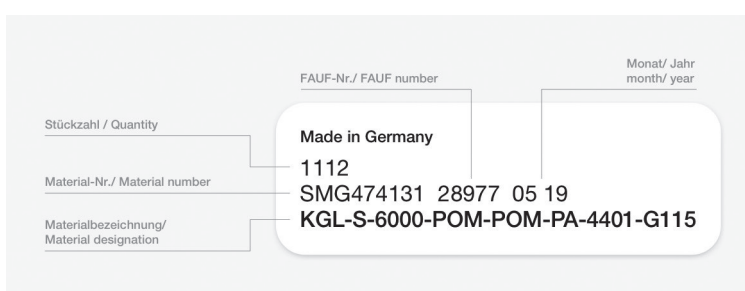 Monat/ Jahr
month/ year
FAUF-Nr./ FAUF number
Stückzahl / Quantity
Material-Nr./ Material number
Materialbezeichnung/
Material designation
Made in Germany
1112
SMG474131 28977 05 19
KGL-S-6000-POM-POM-PA-4401-G115